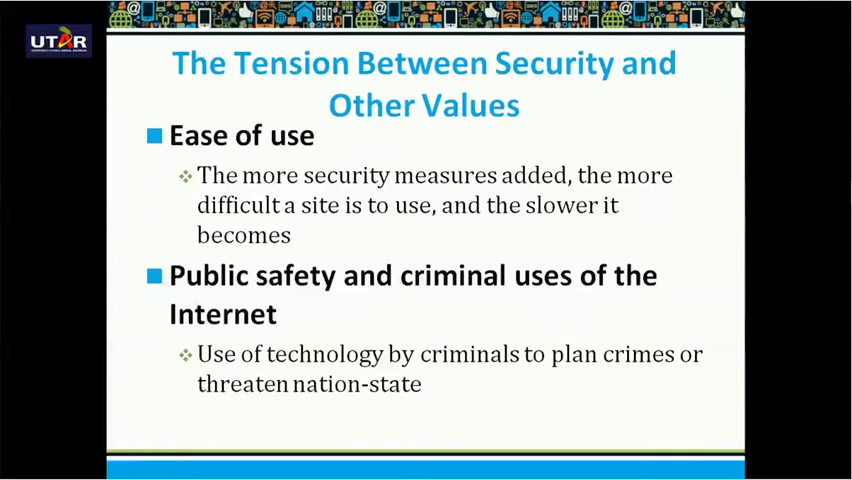 UTAR
The Tension Between Security and
Other Values
Ease of use
The more security measures added, the more
difficult a site is to use, and the slower it
becomes
Public safety and criminal uses of the
Internet
Use of technology by criminals to plan crimes or
threaten nation-state